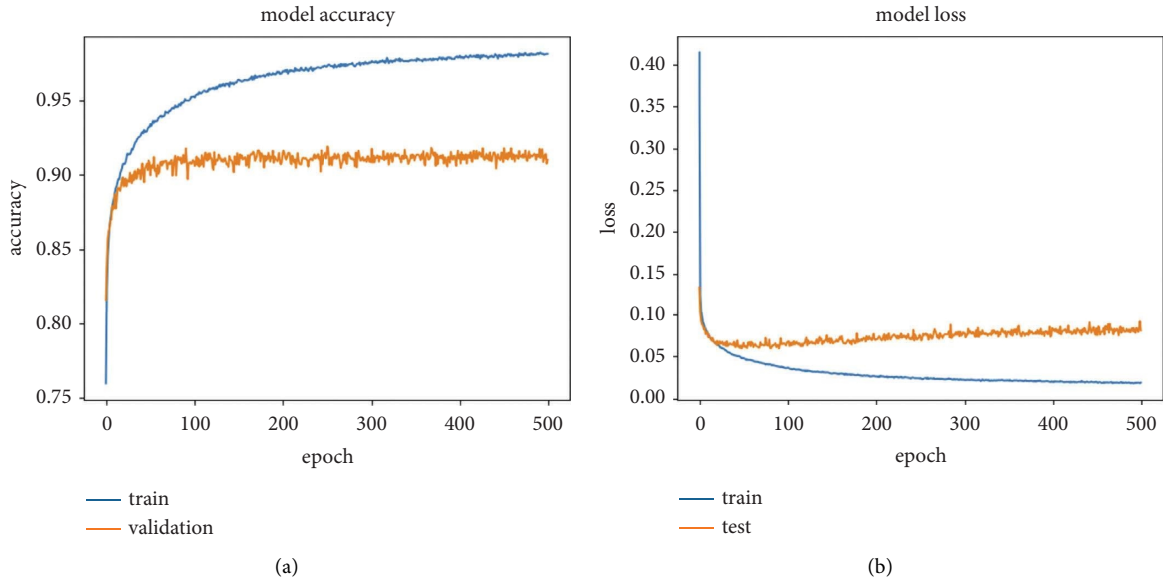 model accuracy
0.95
0.90
0.85
0.80
0.75
accuracy
0 100 200 300 400 500
epoch
train
validation
(a)
model loss
0.40
0.35
0.30
0.25
0.20
0.15
0.10
0.05
0.00
loss
0 100 200 300 400 500
epoch
train
test
(b)